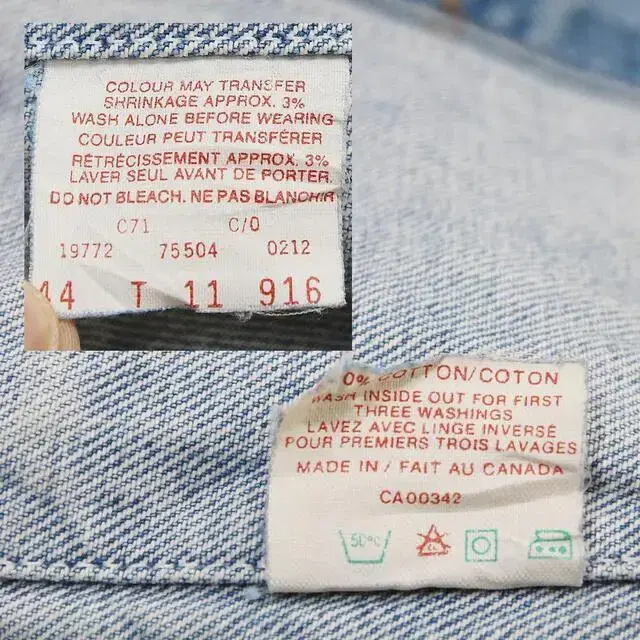 COLOUR MAY TRANSFER
SHRINKAGE APPROX. 3%
WASH ALONE BEFORE WEARING
COULEUR PEUT TRANSFÉRER
RÉTRÉCISSEMENT APPROX. 3%
LAVER SEUL AVANT DE PORTER.
DO NOT BLEACH. NE PAS BLANCHIR
C71 C/0
19772 75504 0212
44 T 11 916
0% COTTON/COTON
WASH INSIDE OUT FOR FIRST
THREE WASHINGS
LAVEZ AVEC LINGE INVERSÉ
POUR PREMIERS TROIS LAVAGES
MADE IN / FAIT AU CANADA
CA00342
50°C
CL